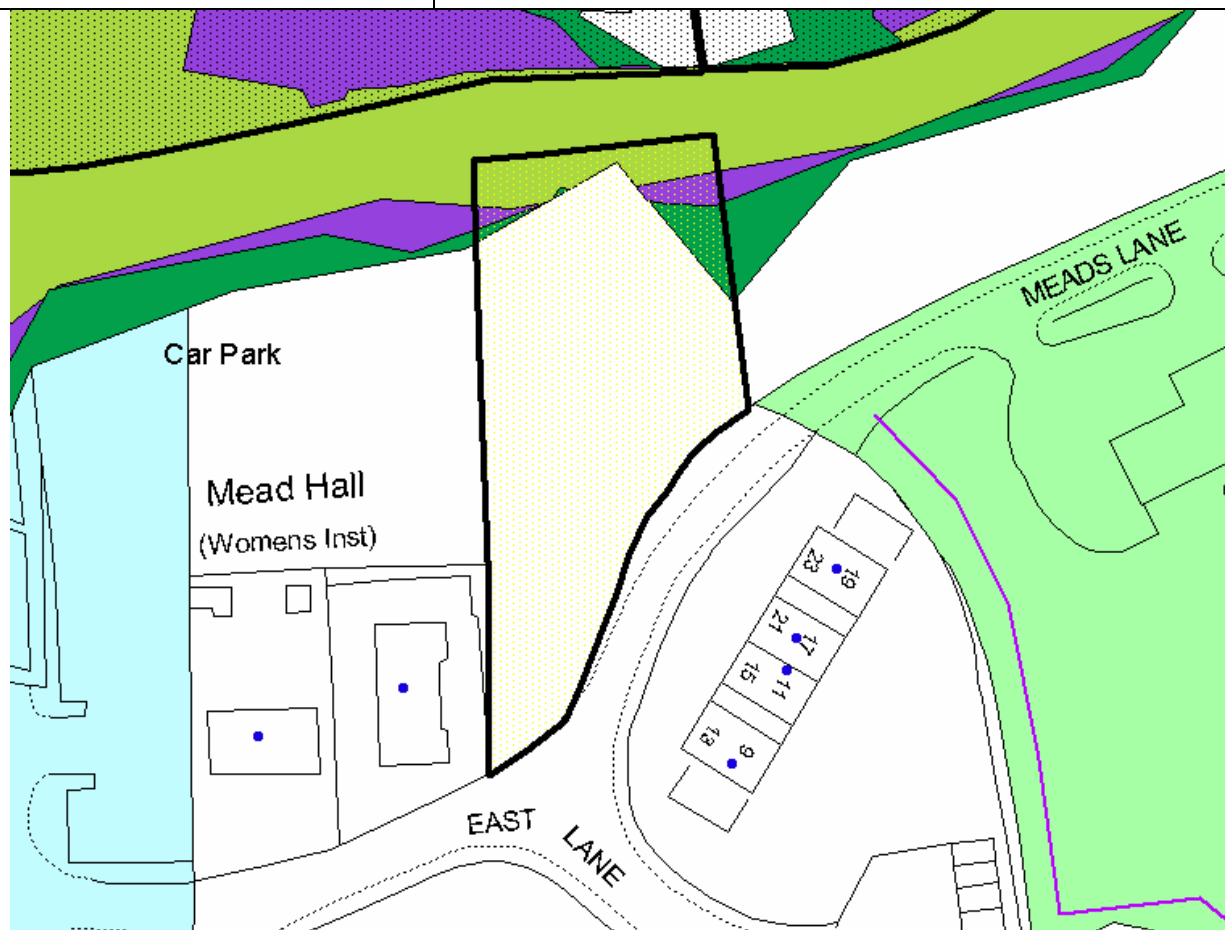 MEADS LANE
Car Park
Mead Hall
(Womens Inst)
23
19
21
17
15
11
13
9
EAST LANE